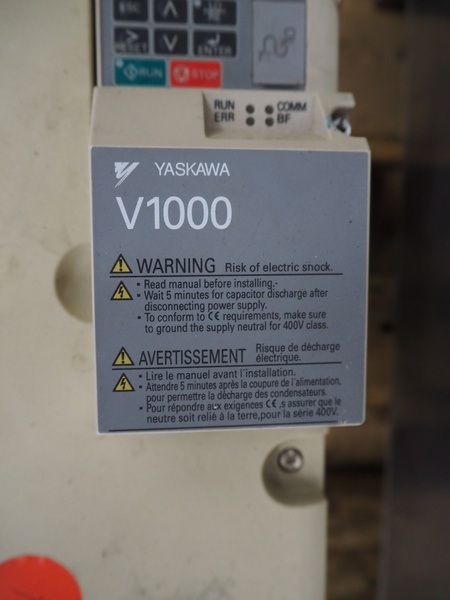 ESC
RESET
ENTER
RUN
STOP
RUN
COMM
ERR
BF
YASKAWA
V1000
WARNING Risk of electric shock.
• Read manual before installing.
• Wait 5 minutes for capacitor discharge after
disconnecting power supply.
• To conform to CE requirements, make sure
to ground the supply neutral for 400V class.
AVERTISSEMENT Risque de décharge
électrique.
• Lire le manuel avant l'installation.
• Attendre 5 minutes après la coupure de l'alimentation,
pour permettre la décharge des condensateurs.
• Pour répondre aux exigences CE, s assurer que le
neutre soit relié à la terre,pour la série 400V.